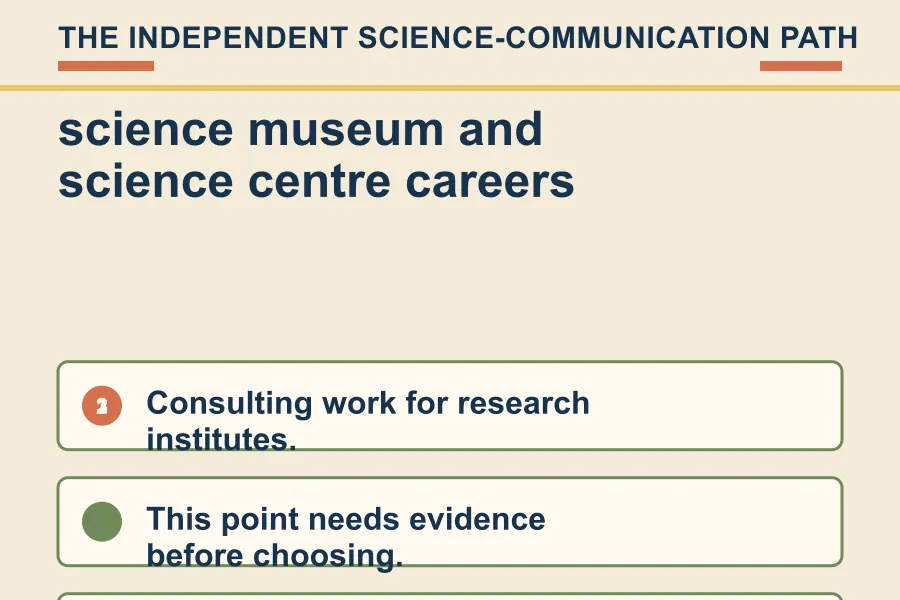 THE INDEPENDENT SCIENCE-COMMUNICATION PATH
science museum and
science centre careers
Consulting work for research
institutes.
This point needs evidence
before choosing.